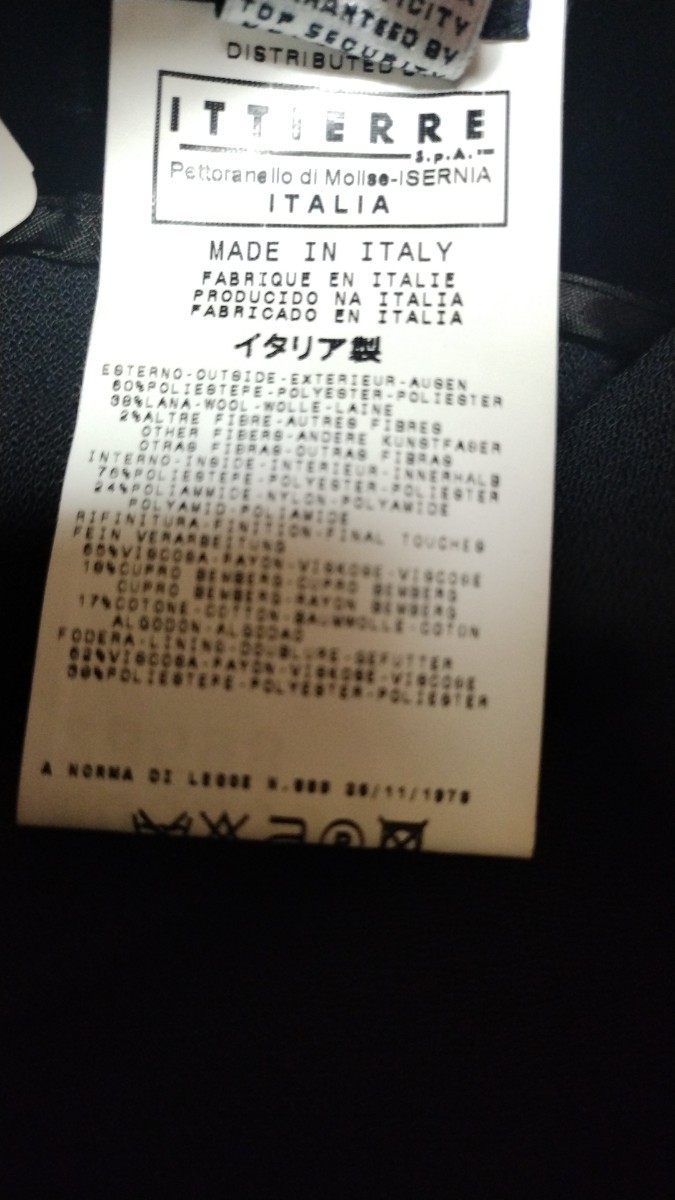 TICITY
GUARANTEED BY
TOP SECURITY
DISTRIBUTED
ITTIERRE
S.p.A.
Pettoranello di Molise-ISERNIA
ITALIA
MADE IN ITALY
FABRIQUE EN ITALIE
PRODUCIDO NA ITALIA
FABRICADO EN ITALIA
イタリア製
ESTERNO-OUTSIDE-EXTERIEUR-AUSEN
60%POLIESTERE-POLYESTER-POLIESTER
38%LANA-WOOL-WOLLE-LAINE
2%ALTRE FIBRE-AUTRES FIBRES
OTHER FIBERS-ANDERE KUNSTFASER
OTRAS FIBRAS-OUTRAS FIBRAS
INTERNO-INSIDE-INTERIEUR-INNERHALB
76%POLIESTERE-POLYESTER-POLIESTER
24%POLIAMMIDE-NYLON-POLYAMIDE
POLYAMID-POLIAMIDE
RIFINITURA-FINITION-FINAL TOUCHES
FEIN VERARBEITUNG
65%VISCOSA-RAYON-VISKOSE-VISCOSE
18%CUPRO BEMBERG-CUPRO BEMBERG
CUPRO BEMBERG-RAYON BEMBERG
17%COTONE-COTTON-BAUMWOLLE-COTON
ALGODON-ALGODAO
FODERA-LINING-DOUBLURE-GEFUTTER
62%VISCOSA-RAYON-VISKOSE-VISCOSE
38%POLIESTERE-POLYESTER-POLIESTER
A NORMA DI LEGGE N.883 26/11/1973